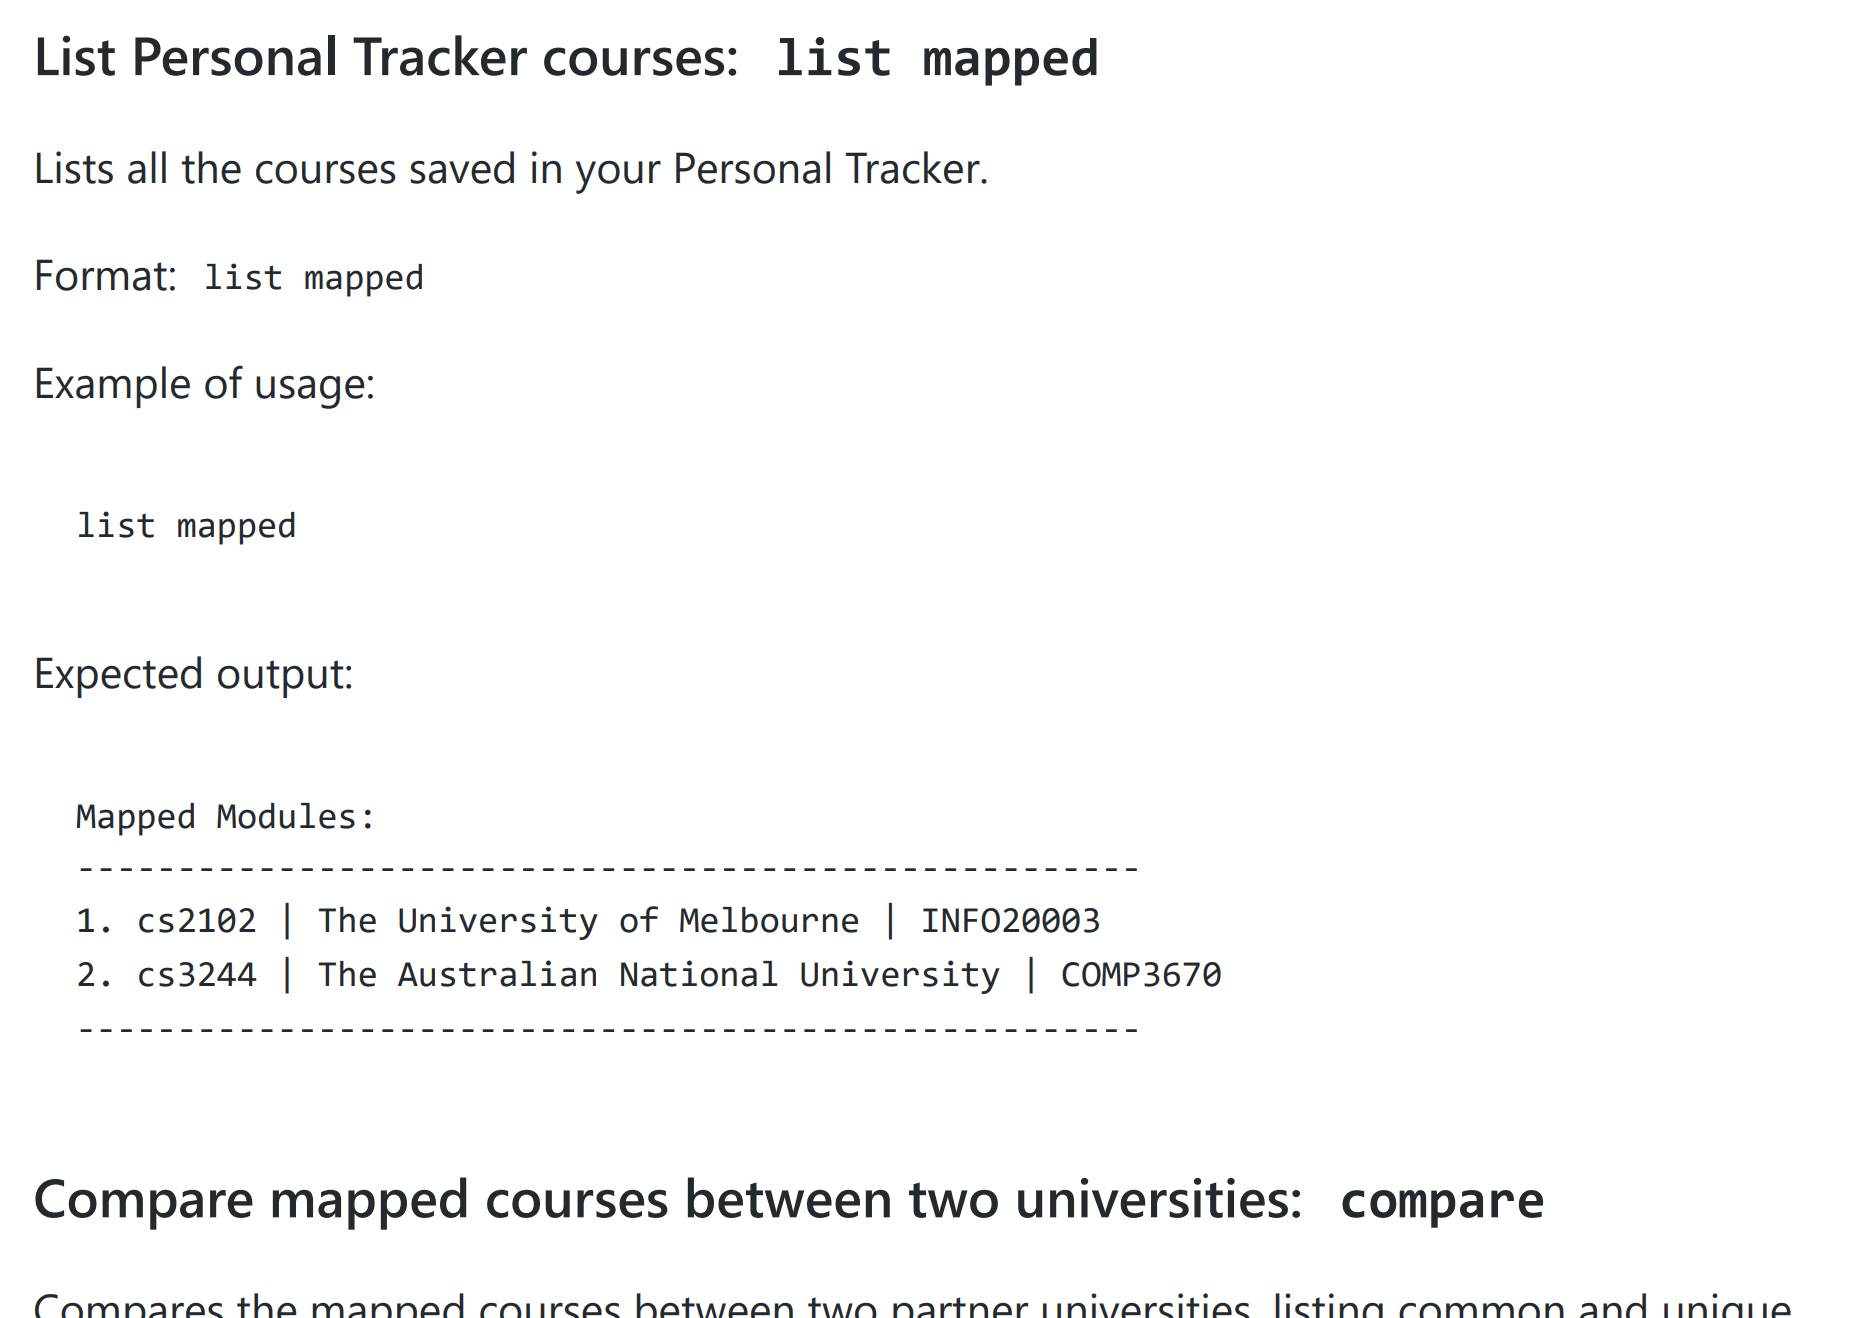 List Personal Tracker courses: list mapped
Lists all the courses saved in your Personal Tracker.
Format: list mapped
Example of usage:
list mapped
Expected output:
Mapped Modules:
-----------------------------------------------------
1. cs2102 | The University of Melbourne | INFO20003
2. cs3244 | The Australian National University | COMP3670
-----------------------------------------------------
Compare mapped courses between two universities: compare
Compares the mapped courses between two partner universities, listing common and unique